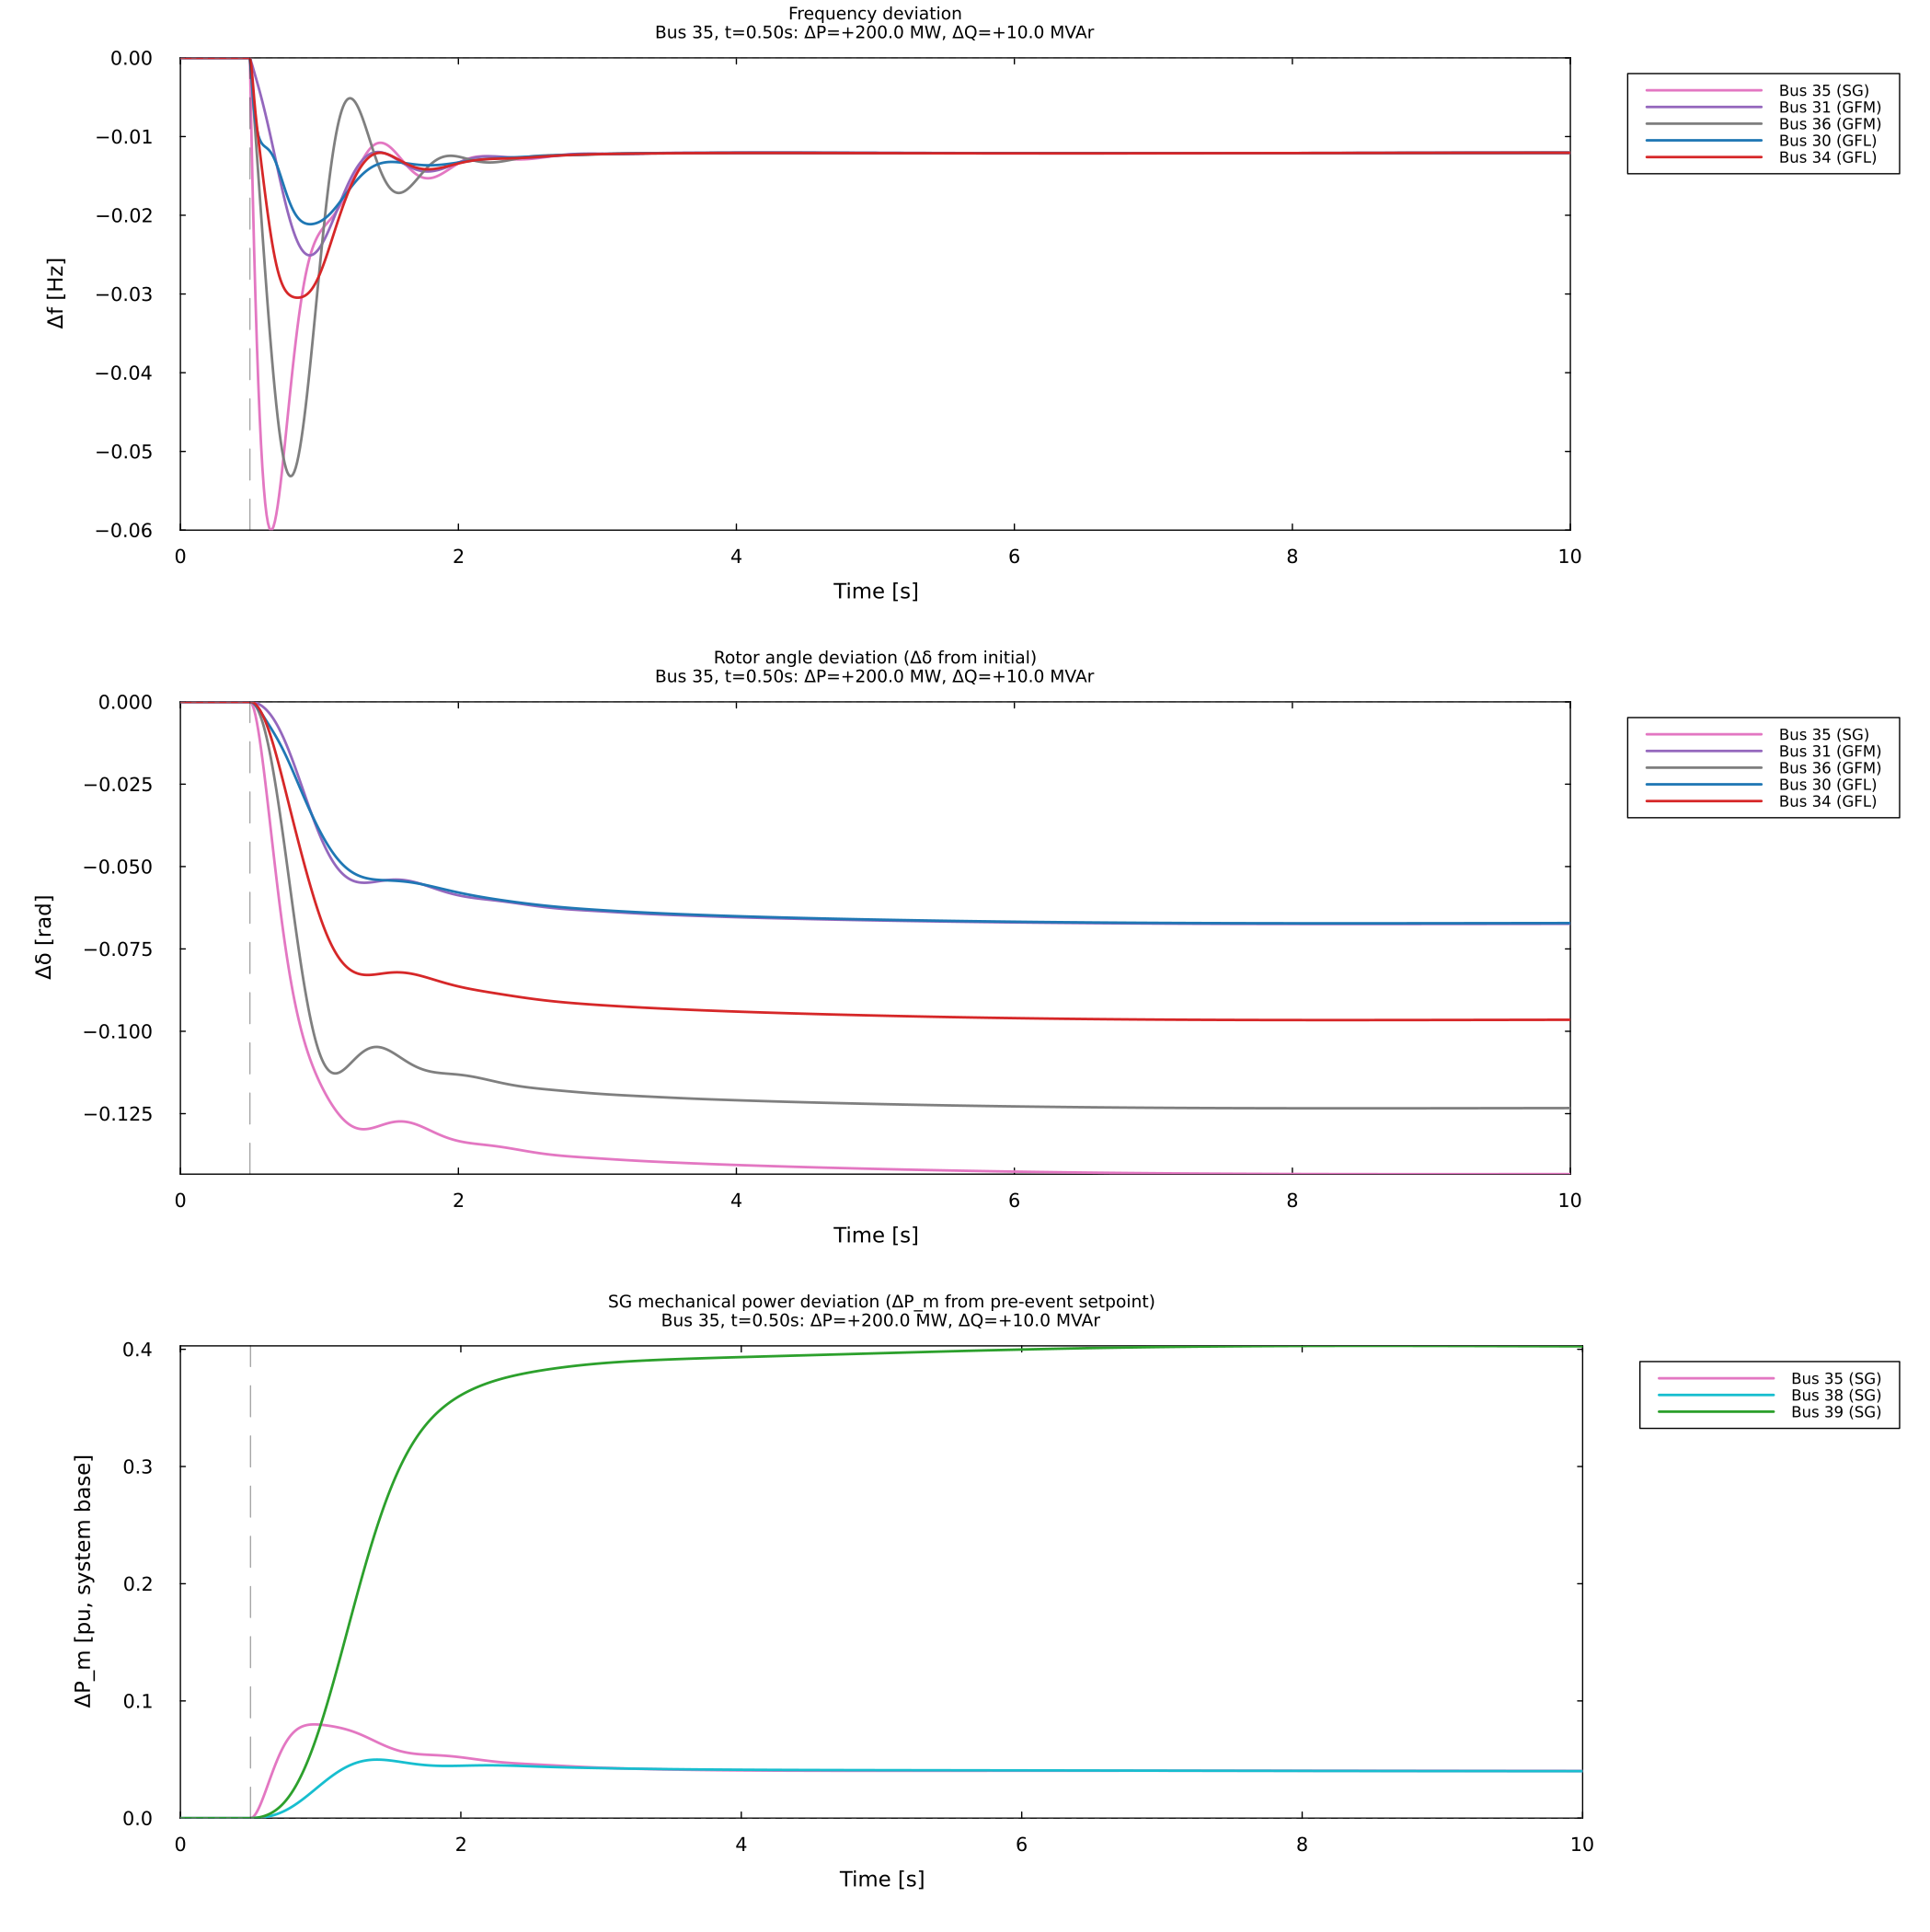 Frequency deviation
Bus 35, t=0.50s: ΔP=+200.0 MW, ΔQ=+10.0 MVAr
0.00
−0.01
−0.02
−0.03
−0.04
−0.05
−0.06
Δf [Hz]
0 2 4 6 8 10
Time [s]
Bus 35 (SG)
Bus 31 (GFM)
Bus 36 (GFM)
Bus 30 (GFL)
Bus 34 (GFL)
Rotor angle deviation (Δδ from initial)
Bus 35, t=0.50s: ΔP=+200.0 MW, ΔQ=+10.0 MVAr
0.000
−0.025
−0.050
−0.075
−0.100
−0.125
Δδ [rad]
0 2 4 6 8 10
Time [s]
Bus 35 (SG)
Bus 31 (GFM)
Bus 36 (GFM)
Bus 30 (GFL)
Bus 34 (GFL)
SG mechanical power deviation (ΔP_m from pre-event setpoint)
Bus 35, t=0.50s: ΔP=+200.0 MW, ΔQ=+10.0 MVAr
0.4
0.3
0.2
0.1
0.0
ΔP_m [pu, system base]
0 2 4 6 8 10
Time [s]
Bus 35 (SG)
Bus 38 (SG)
Bus 39 (SG)